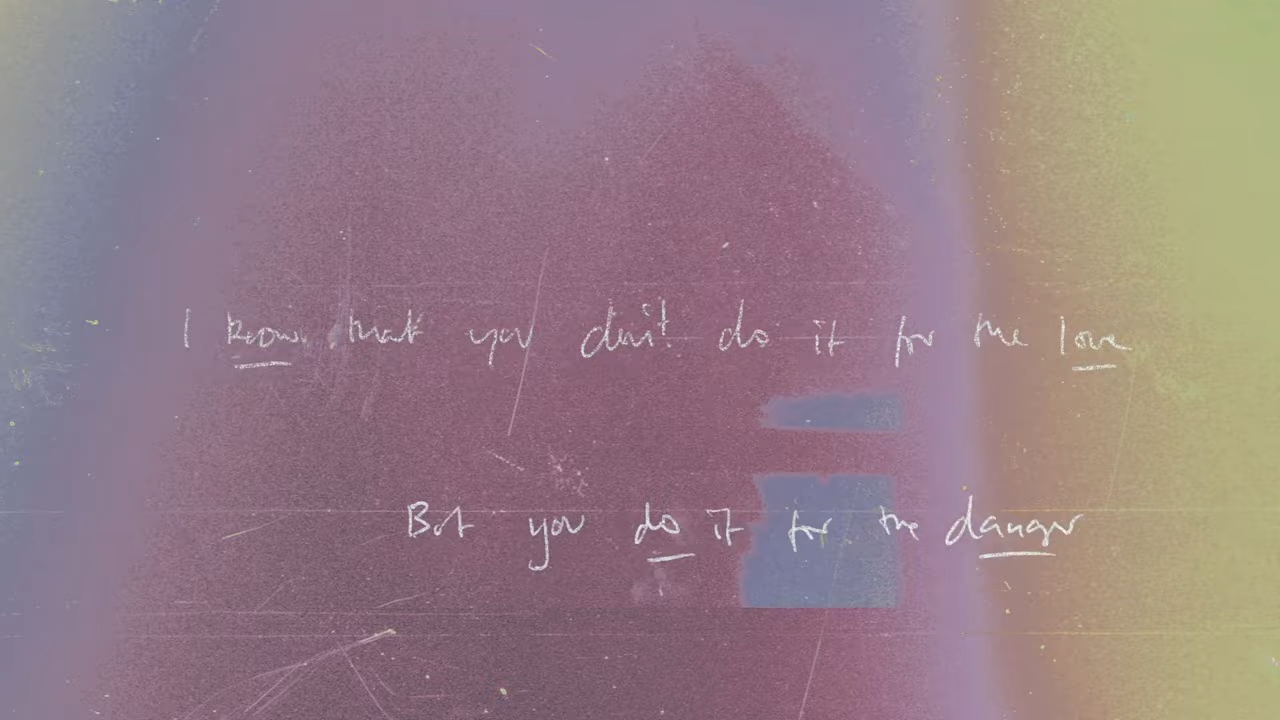 I know that you don't do it for the love
But you do it for the danger